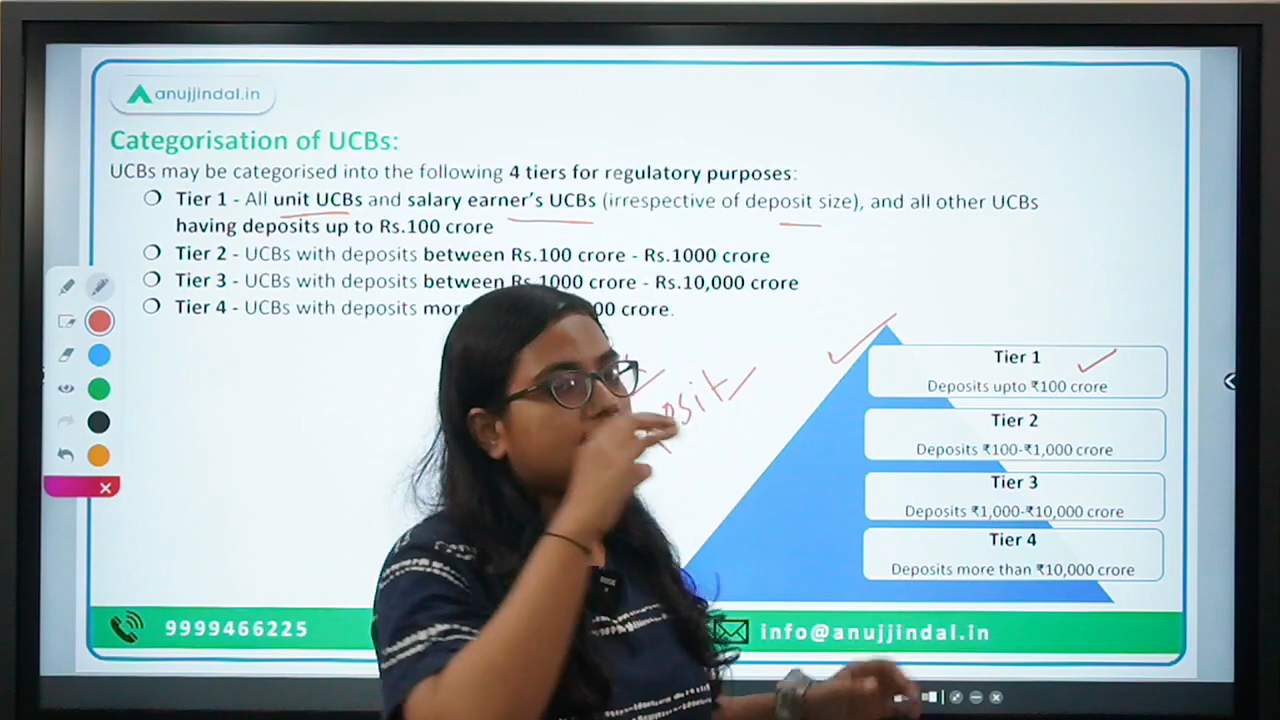 anujjindal.in
Categorisation of UCBs:
UCBs may be categorised into the following 4 tiers for regulatory purposes:
Tier 1 - All unit UCBs and salary earner's UCBs (irrespective of deposit size), and all other UCBs
having deposits up to Rs.100 crore
Tier 2 - UCBs with deposits between Rs.100 crore - Rs.1000 crore
Tier 3 - UCBs with deposits between Rs.1000 crore - Rs.10,000 crore
Tier 4 - UCBs with deposits crore.
Tier 1
Deposits upto ₹100 crore
Tier 2
Deposits ₹100-₹1,000 crore
Tier 3
Deposits ₹1,000-₹10,000 crore
Tier 4
Deposits more than ₹10,000 crore
9999466225
info@anujjindal.in